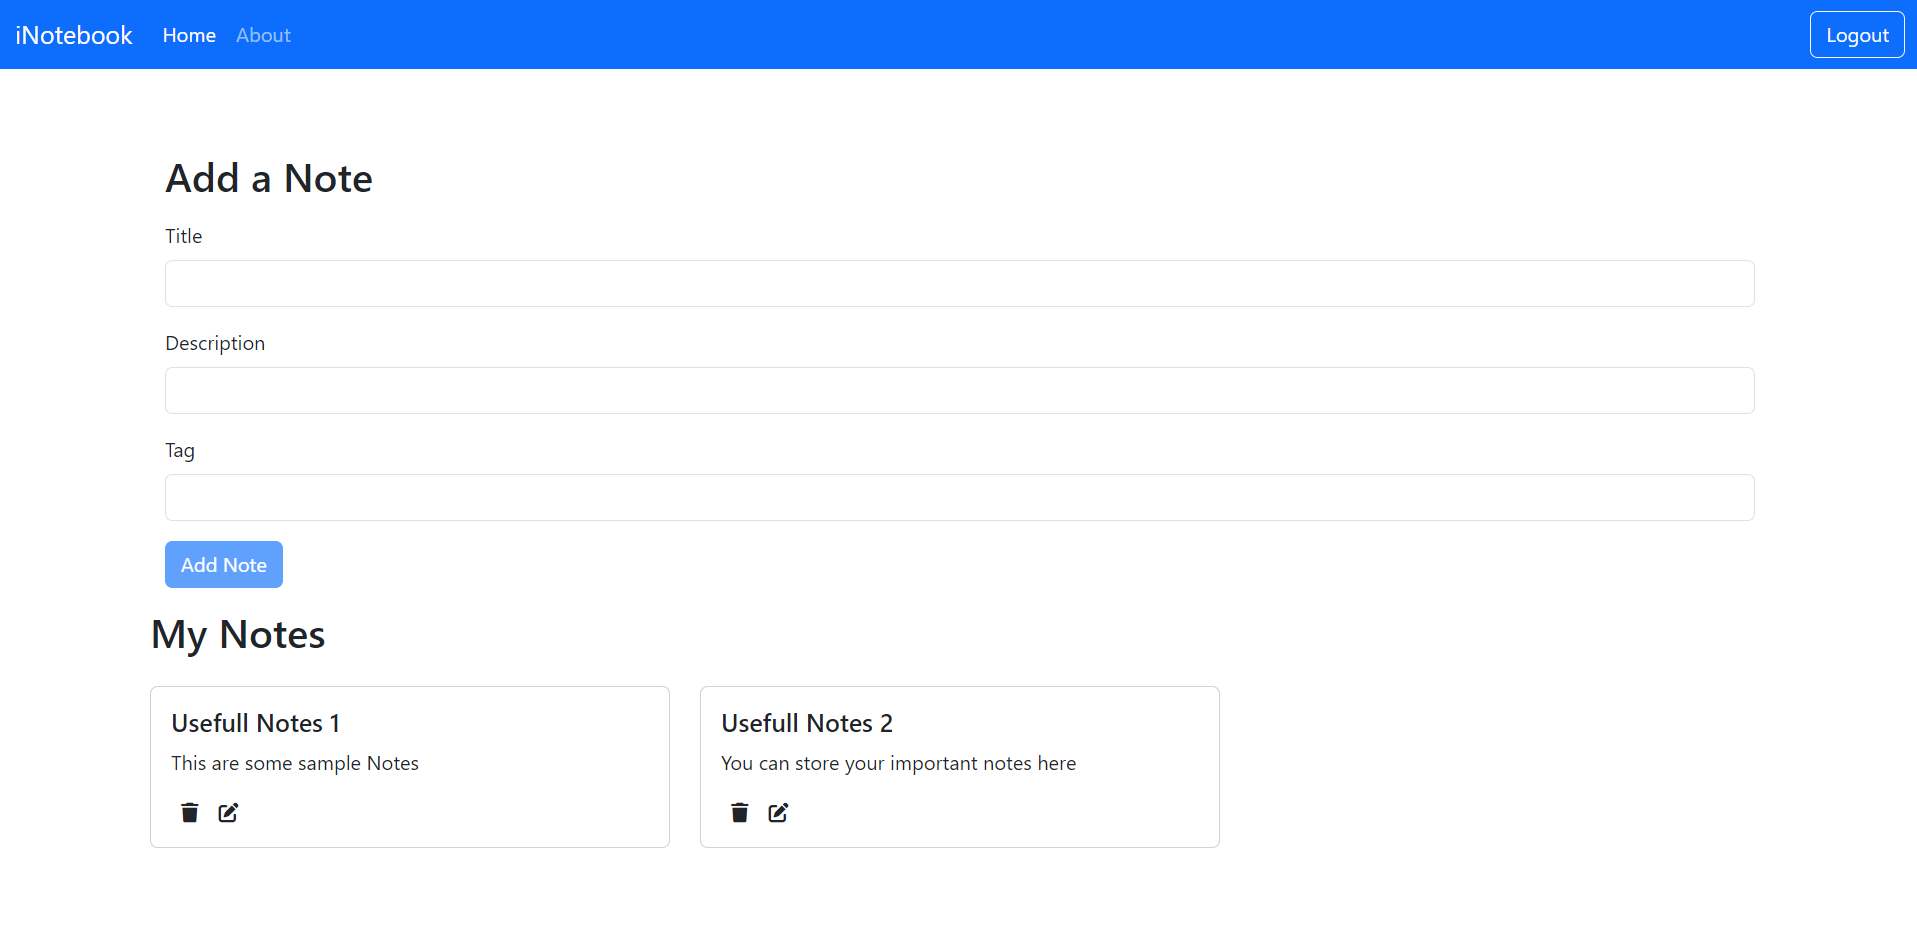 iNotebook Home About Logout
Add a Note
Title
Description
Tag
Add Note
My Notes
Usefull Notes 1
This are some sample Notes
Usefull Notes 2
You can store your important notes here